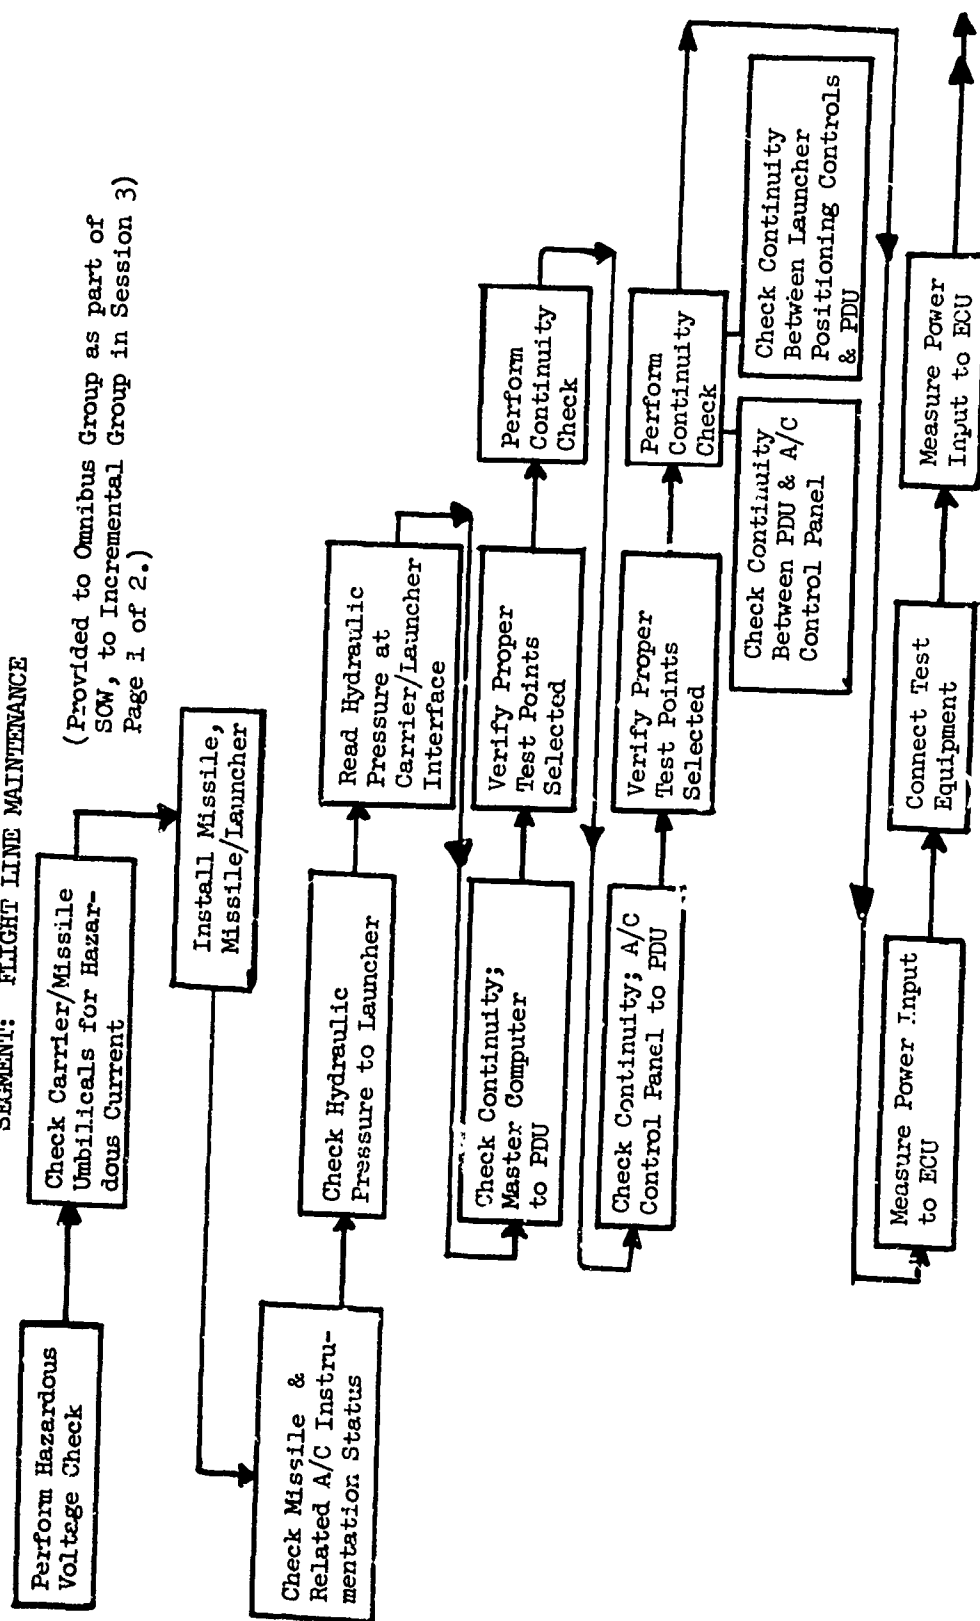 SEGMENT: FLIGHT LINE MAINTENANCE
(Provided to Omnibus Group as part of
SOW, to Incremental Group in Session 3)
Page 1 of 2.)
Perform Hazardous
Voltage Check
Check Carrier/Missile
Umbilicals for Hazar-
dous Current
Install Missile,
Missile/Launcher
Check Missile &
Related A/C Instru-
mentation Status
Check Hydraulic
Pressure to Launcher
Read Hydraulic
Pressure at
Carrier/Launcher
Interface
Check Continuity;
Master Computer
to PDU
Verify Proper
Test Points
Selected
Perform
Continuity
Check
Check Continuity; A/C
Control Panel to PDU
Verify Proper
Test Points
Selected
Perform
Continuity
Check
Check Continuity
Between PDU & A/C
Control Panel
Check Continuity
Between Launcher
Positioning Controls
& PDU
Measure Power Input
to ECU
Connect Test
Equipment
Measure Power
Input to ECU